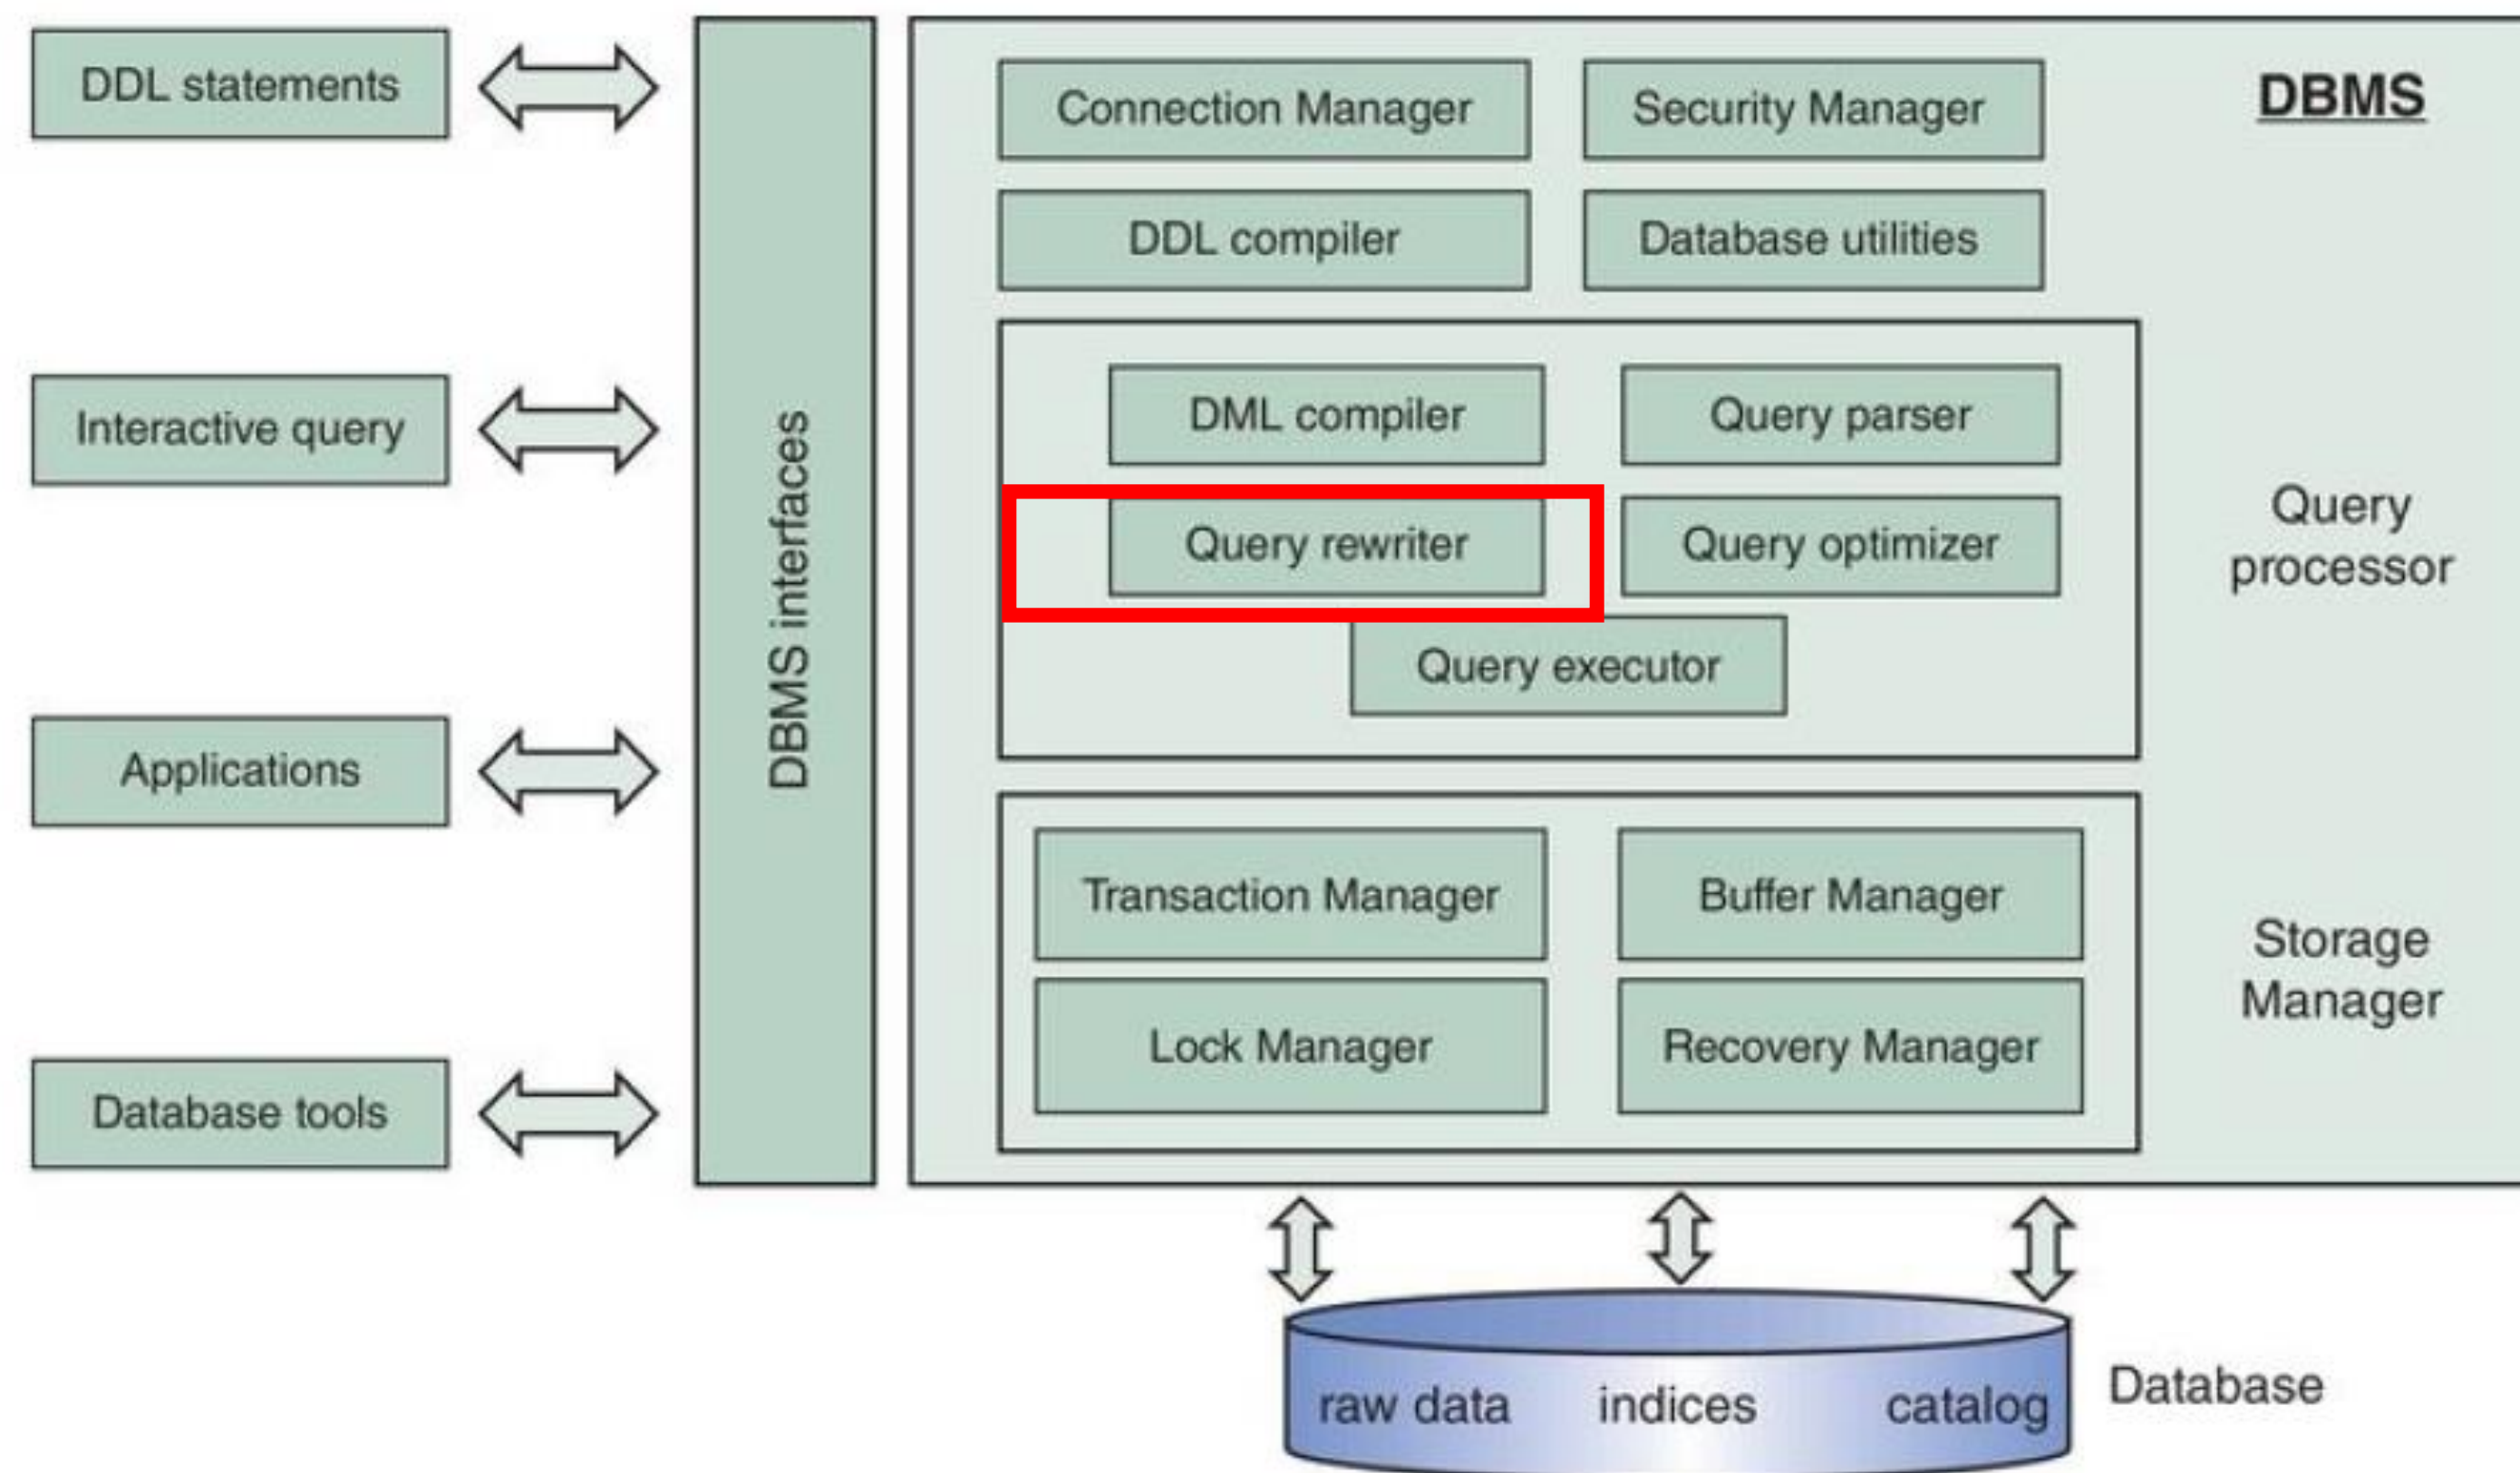 DDL statements
Interactive query
Applications
Database tools
DBMS interfaces
DBMS
Connection Manager
Security Manager
DDL compiler
Database utilities
DML compiler
Query parser
Query rewriter
Query optimizer
Query executor
Query
processor
Transaction Manager
Buffer Manager
Lock Manager
Recovery Manager
Storage
Manager
raw data
indices
catalog
Database